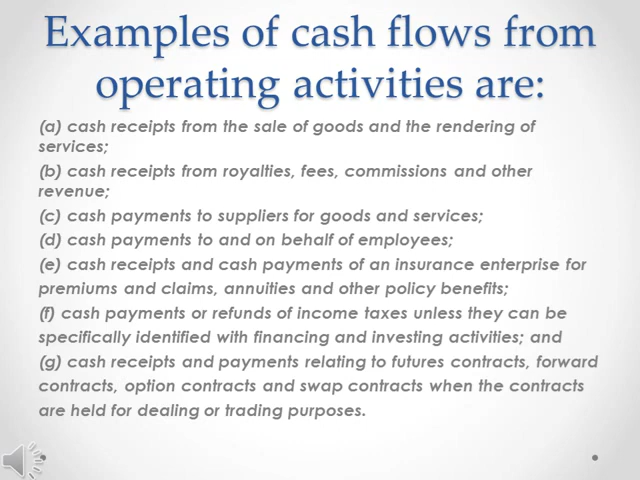 Examples of cash flows from
operating activities are:
(a) cash receipts from the sale of goods and the rendering of
services;
(b) cash receipts from royalties, fees, commissions and other
revenue;
(c) cash payments to suppliers for goods and services;
(d) cash payments to and on behalf of employees;
(e) cash receipts and cash payments of an insurance enterprise for
premiums and claims, annuities and other policy benefits;
(f) cash payments or refunds of income taxes unless they can be
specifically identified with financing and investing activities; and
(g) cash receipts and payments relating to futures contracts, forward
contracts, option contracts and swap contracts when the contracts
are held for dealing or trading purposes.